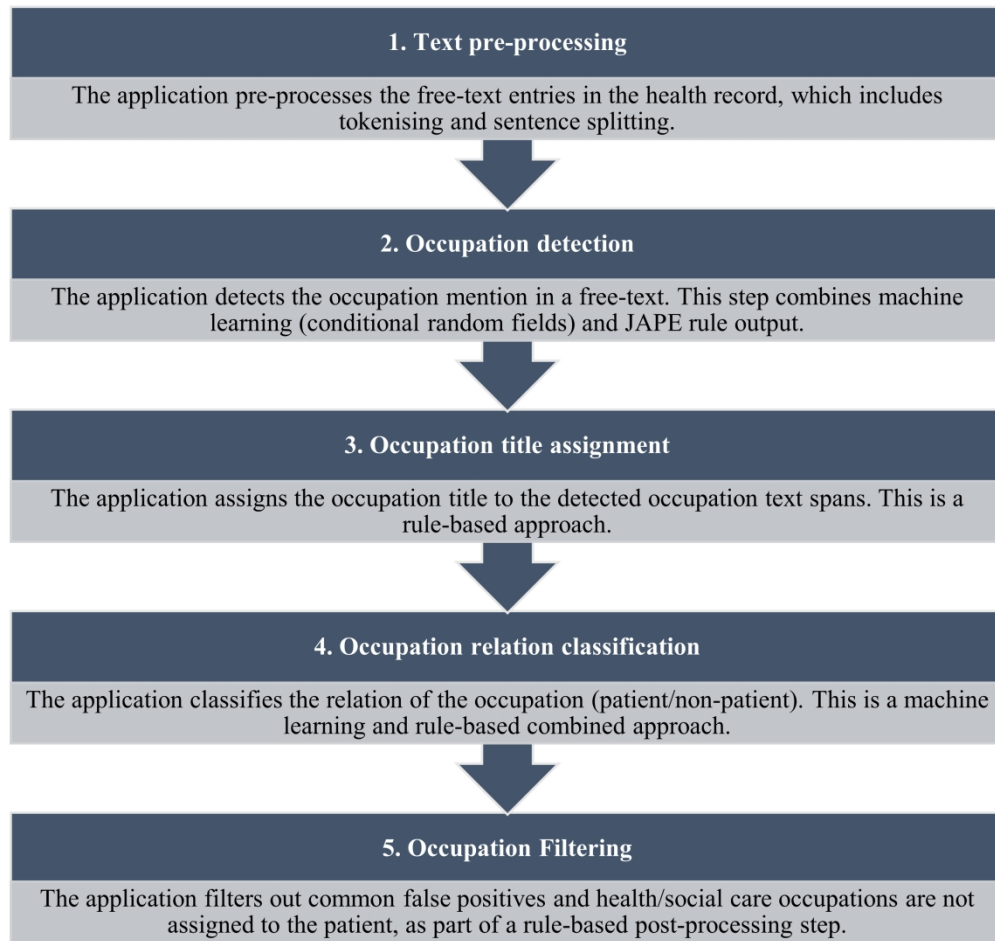 1. Text pre-processing
The application pre-processes the free-text entries in the health record, which includes
tokenising and sentence splitting.
2. Occupation detection
The application detects the occupation mention in a free-text. This step combines machine
learning (conditional random fields) and JAPE rule output.
3. Occupation title assignment
The application assigns the occupation title to the detected occupation text spans. This is a
rule-based approach.
4. Occupation relation classification
The application classifies the relation of the occupation (patient/non-patient). This is a machine
learning and rule-based combined approach.
5. Occupation Filtering
The application filters out common false positives and health/social care occupations are not
assigned to the patient, as part of a rule-based post-processing step.